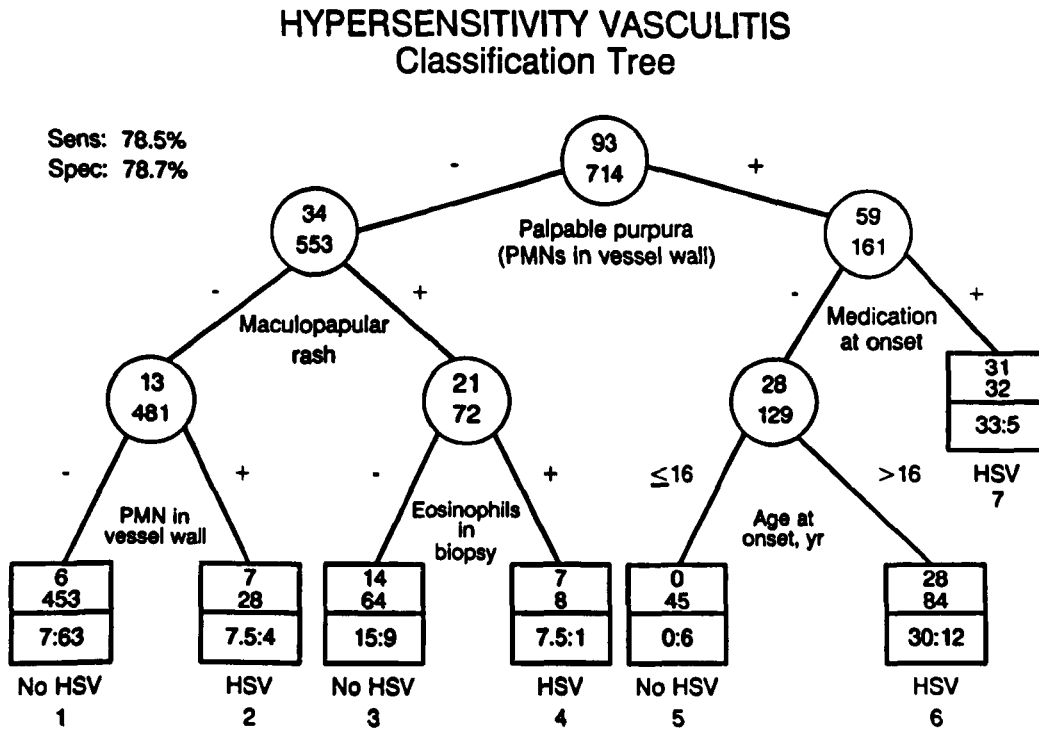 HYPERSENSITIVITY VASCULITIS
Classification Tree
Sens: 78.5%
Spec: 78.7%
93
714
-
+
Palpable purpura
(PMNs in vessel wall)
34
553
59
161
-
+
Maculopapular
rash
-
+
Medication
at onset
13
481
21
72
28
129
31
32
33:5
HSV
7
-
+
PMN in
vessel wall
-
+
Eosinophils
in
biopsy
≤16
>16
Age at
onset, yr
6
453
7:63
No HSV
1
7
28
7.5:4
HSV
2
14
64
15:9
No HSV
3
7
8
7.5:1
HSV
4
0
45
0:6
No HSV
5
28
84
30:12
HSV
6